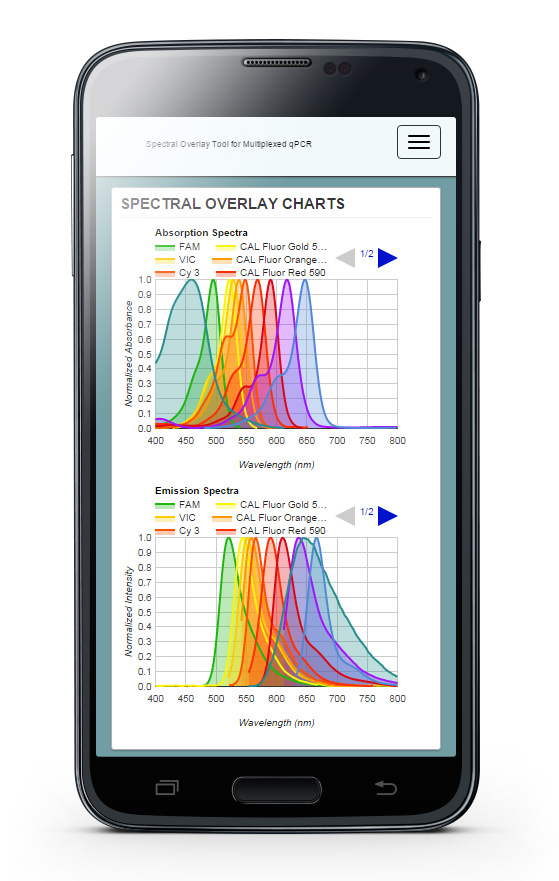 Spectral Overlay Tool for Multiplexed qPCR
SPECTRAL OVERLAY CHARTS
Absorption Spectra
FAM CAL Fluor Gold 5...
VIC CAL Fluor Orange...
Cy 3 CAL Fluor Red 590
1/2
Normalized Absorbance
1.0
0.9
0.8
0.7
0.6
0.5
0.4
0.3
0.2
0.1
0.0
400 450 500 550 600 650 700 750 800
Wavelength (nm)
Emission Spectra
FAM CAL Fluor Gold 5...
VIC CAL Fluor Orange...
Cy 3 CAL Fluor Red 590
1/2
Normalized Intensity
1.0
0.9
0.8
0.7
0.6
0.5
0.4
0.3
0.2
0.1
0.0
400 450 500 550 600 650 700 750 800
Wavelength (nm)